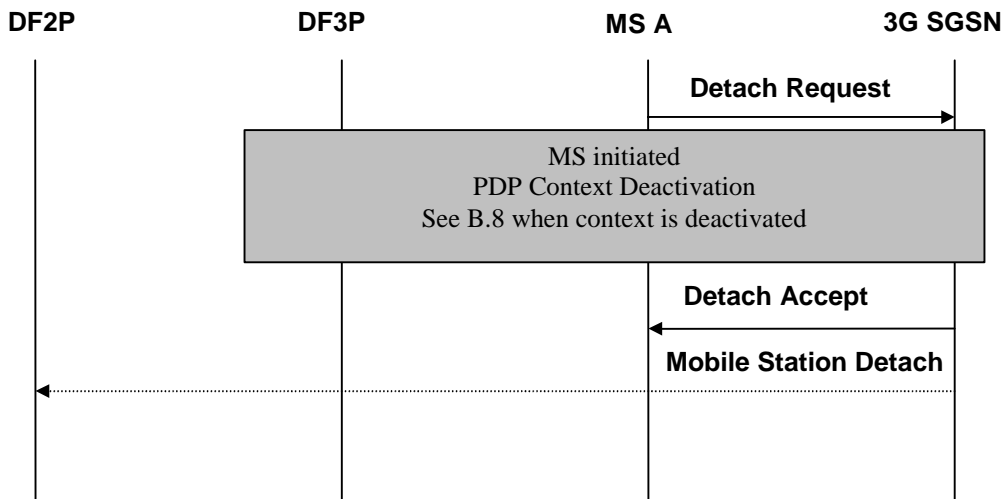 DF2P DF3P MS A 3G SGSN
Detach Request
MS initiated
PDP Context Deactivation
See B.8 when context is deactivated
Detach Accept
Mobile Station Detach